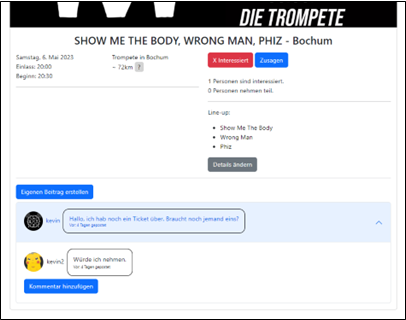 DIE TROMPETE
SHOW ME THE BODY, WRONG MAN, PHIZ - Bochum
Samstag, 6. Mai 2023
Einlass: 20:00
Beginn: 20:30
Trompete in Bochum
~ 72km ?
X Interessiert
Zusagen
1 Personen sind interessiert.
0 Personen nehmen teil.
Line-up:
Show Me The Body
Wrong Man
Phiz
Details ändern
Eigenen Beitrag erstellen
kevin
Hallo, ich hab noch ein Ticket über. Braucht noch jemand eins?
Vor 4 Tagen gepostet
kevin2
Würde ich nehmen.
Vor 4 Tagen gepostet
Kommentar hinzufügen